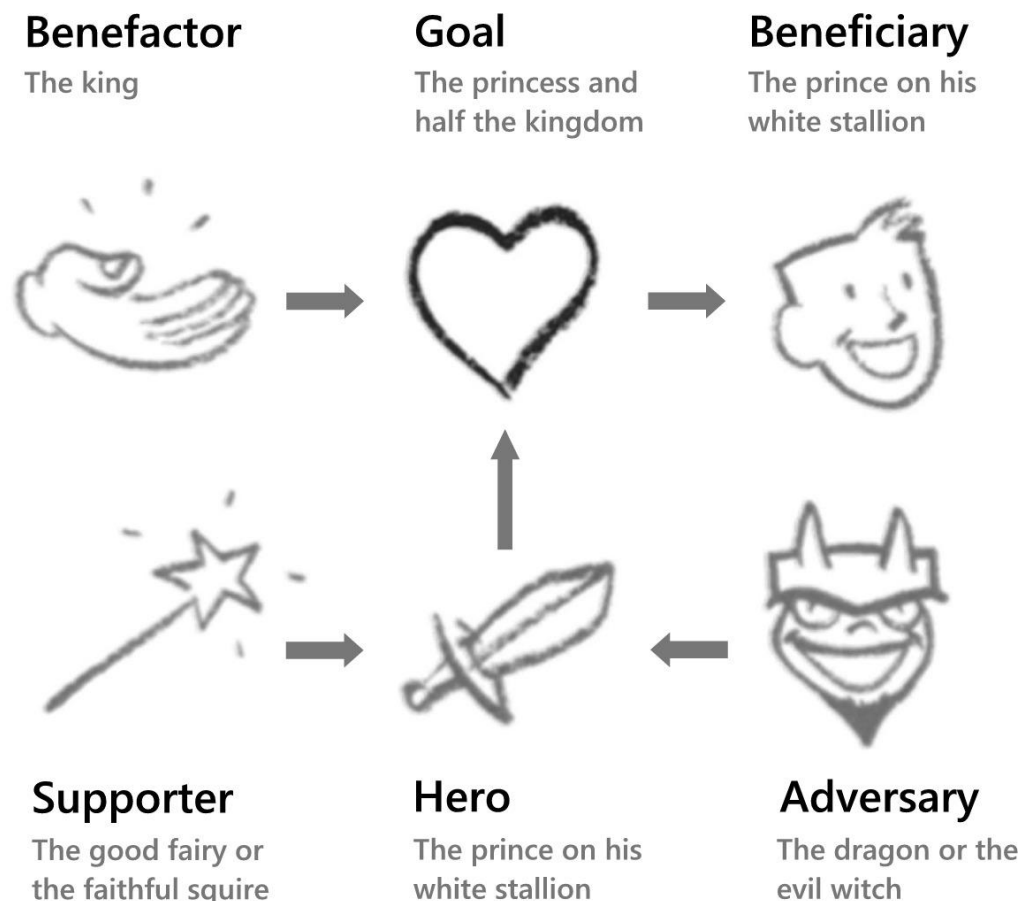 Benefactor
The king
Goal
The princess and
half the kingdom
Beneficiary
The prince on his
white stallion
Supporter
The good fairy or
the faithful squire
Hero
The prince on his
white stallion
Adversary
The dragon or the
evil witch